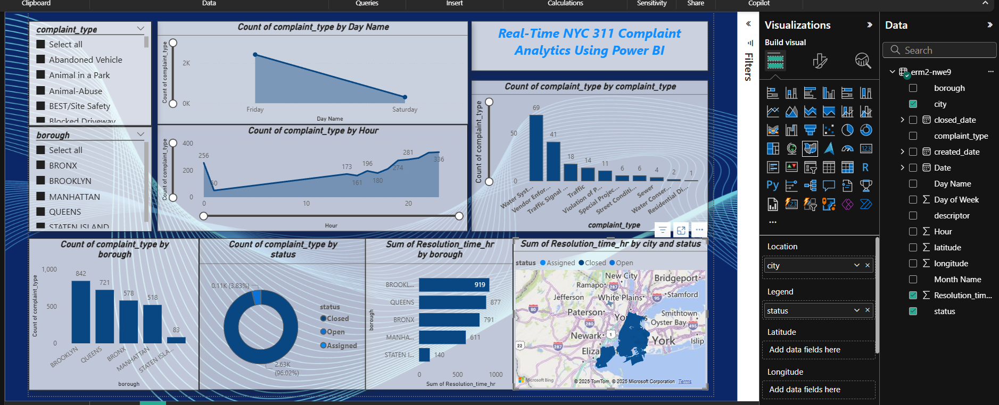 Clipboard
Data
Queries
Insert
Calculations
Sensitivity
Share
Copilot
complaint_type
Select all
Abandoned Vehicle
Animal in a Park
Animal-Abuse
BEST/Site Safety
Blocked Driveway
borough
Select all
BRONX
BROOKLYN
MANHATTAN
QUEENS
STATEN ISLAND
Count of complaint_type by Day Name
Count of complaint_type
2K
0K
Friday
Saturday
Day Name
Count of complaint_type by Hour
Count of complaint_type
400
200
0
256
50
173
161
196
180
274
281
336
0
10
20
Hour
Real-Time NYC 311 Complaint
Analytics Using Power BI
Count of complaint_type by complaint_type
Count of complaint_type
50
0
69
41
18
14
11
6
6
4
2
1
Water Syst...
Vendor Enfor...
Traffic Signal ...
Traffic
Violation of P...
Special Projec...
Street Conditi...
Sewer
Water Conser...
Residential Di...
complaint_type
Count of complaint_type by
borough
Count of complaint_type
1,000
500
0
842
721
578
518
83
BROOKLYN
QUEENS
BRONX
MANHATTAN
STATEN ISLA...
borough
Count of complaint_type by
status
0.11K (3.83%)
2.63K
(96.02%)
status
Closed
Open
Assigned
Sum of Resolution_time_hr
by borough
borough
BROOKL...
QUEENS
BRONX
MANHA...
STATEN I...
919
877
791
611
140
0
500
1000
Sum of Resolution_time_hr
Sum of Resolution_time_hr by city and status
status Assigned Closed Open
New City
Bridgeport
Ramapo
287
Stamford
95
Jefferson
White Plains
80
Paterson
280
Smithtown
Oyster Bay
495
Newark
1
York
Islip
22
287
Microsoft Bing
© 2025 TomTom, © 2025 Microsoft Corporation Terms
Filters
Visualizations
Build visual
123
R
Py
123
...
Location
city
Legend
status
Latitude
Add data fields here
Longitude
Add data fields here
Data
Search
erm2-nwe9
...
borough
city
closed_date
complaint_type
created_date
Date
Day Name
Day of Week
descriptor
Hour
latitude
longitude
Month Name
Resolution_tim...
status